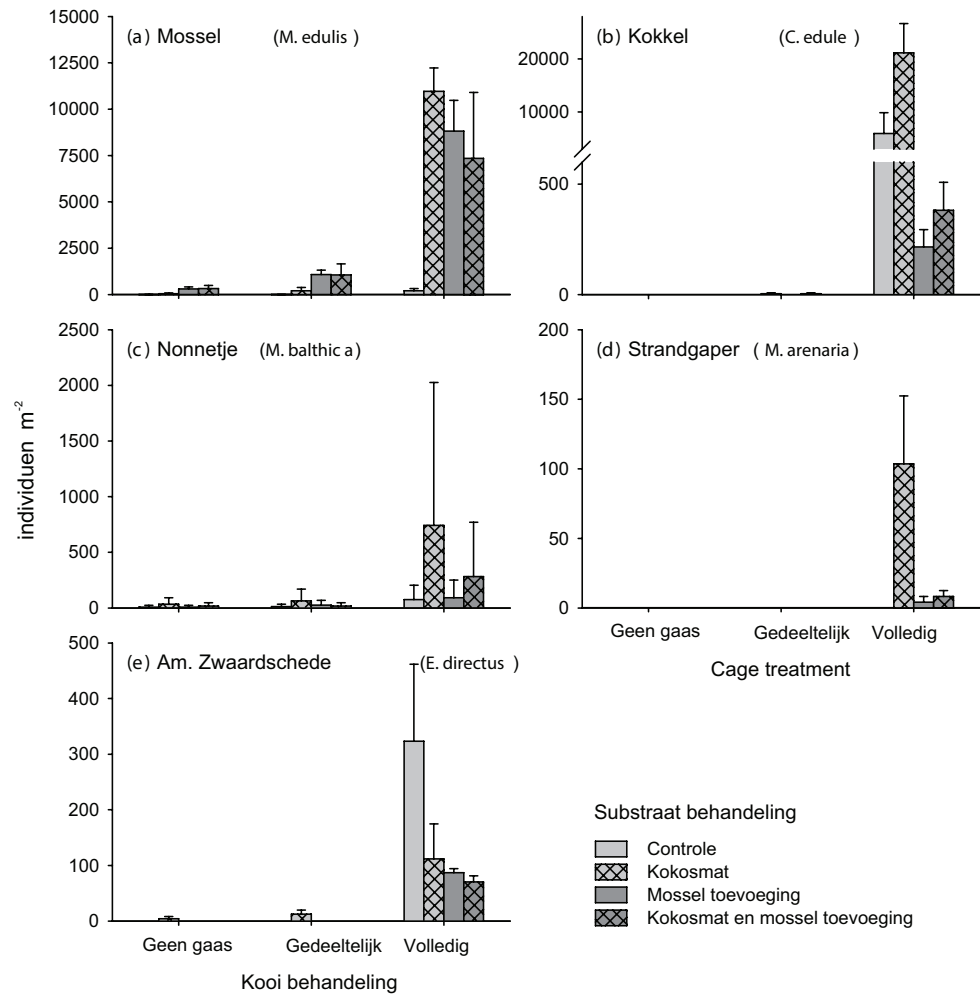 15000
12500
10000
7500
5000
2500
0
(a) Mossel (M. edulis )
20000
10000
500
0
(b) Kokkel (C. edule )
2500
2000
1500
1000
500
0
(c) Nonnetje (M. balthic a)
individuen m-2
200
150
100
50
0
(d) Strandgaper ( M. arenaria)
Geen gaas Gedeeltelijk Volledig
Cage treatment
500
400
300
200
100
0
(e) Am. Zwaardschede (E. directus )
Geen gaas Gedeeltelijk Volledig
Kooi behandeling
Substraat behandeling
Controle
Kokosmat
Mossel toevoeging
Kokosmat en mossel toevoeging